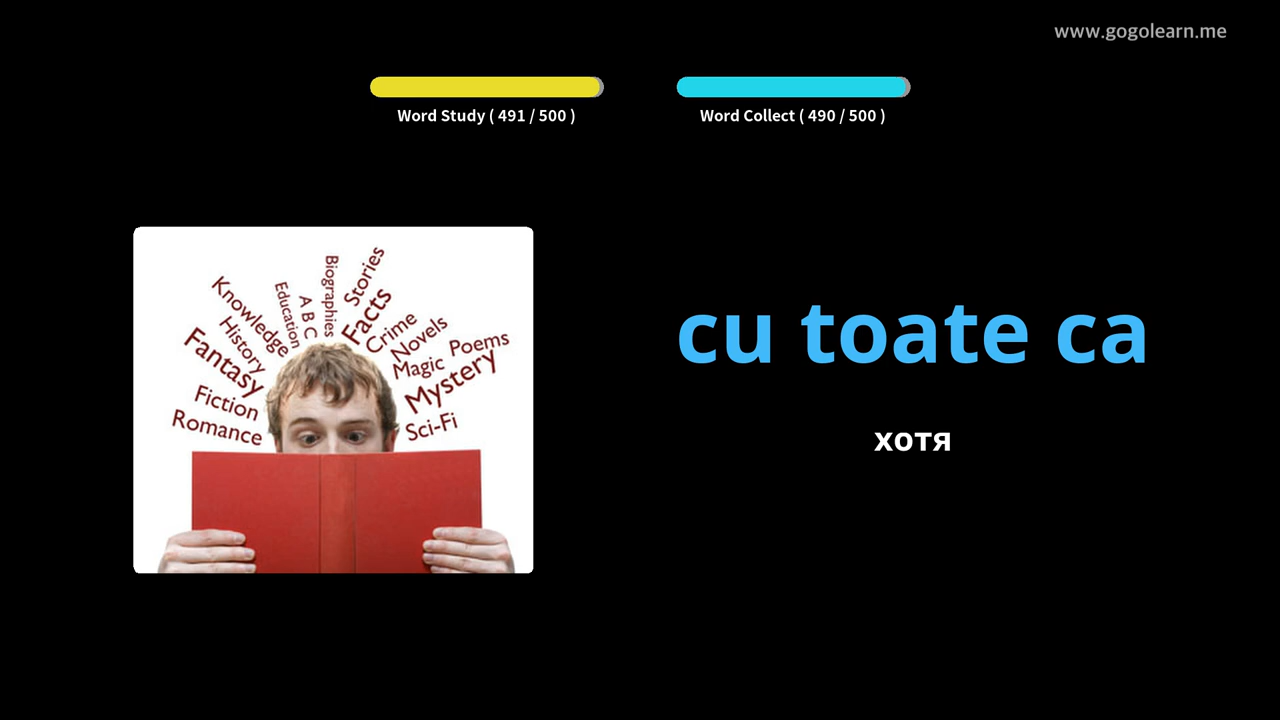 www.gogolearn.me
Word Study ( 491 / 500 )
Word Collect ( 490 / 500 )
cu toate ca
хотя
Stories
Biographies
Facts
A B C
Education
Knowledge
Crime
Novels
History
Poems
Fantasy
Magic
Mystery
Fiction
Sci-Fi
Romance